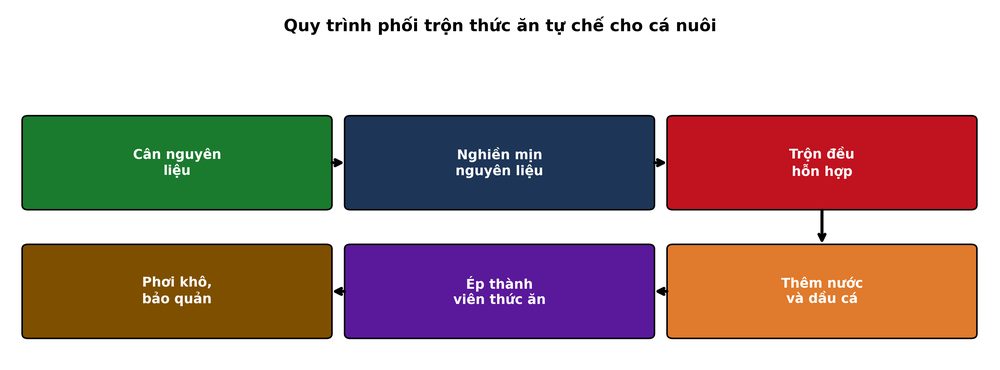 Quy trình phối trộn thức ăn tự chế cho cá nuôi
Cân nguyên
liệu
Nghiền mịn
nguyên liệu
Trộn đều
hỗn hợp
Thêm nước
và dầu cá
Ép thành
viên thức ăn
Phơi khô,
bảo quản